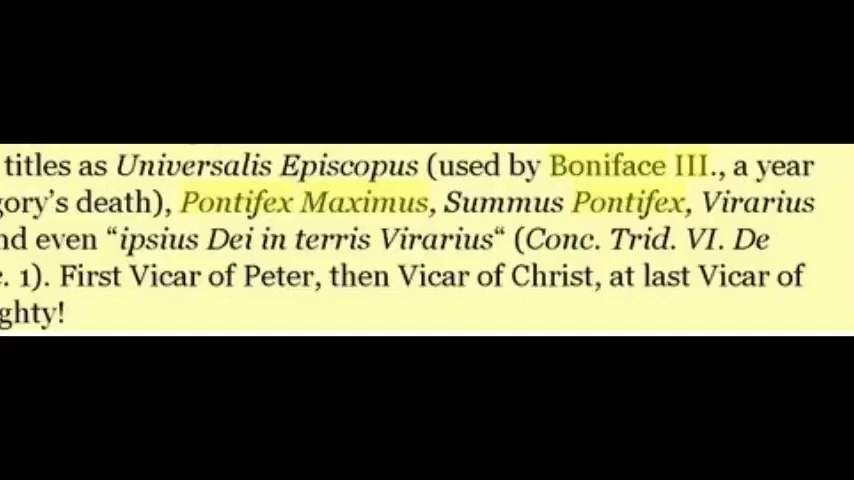 titles as Universalis Episcopus (used by Boniface III., a year
gory's death), Pontifex Maximus, Summus Pontifex, Virarius
nd even “ipsius Dei in terris Virarius“ (Conc. Trid. VI. De
. 1). First Vicar of Peter, then Vicar of Christ, at last Vicar of
ghty!